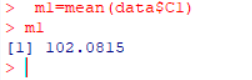 >  m1=mean(data$C1)
> m1
[1] 102.0815
>